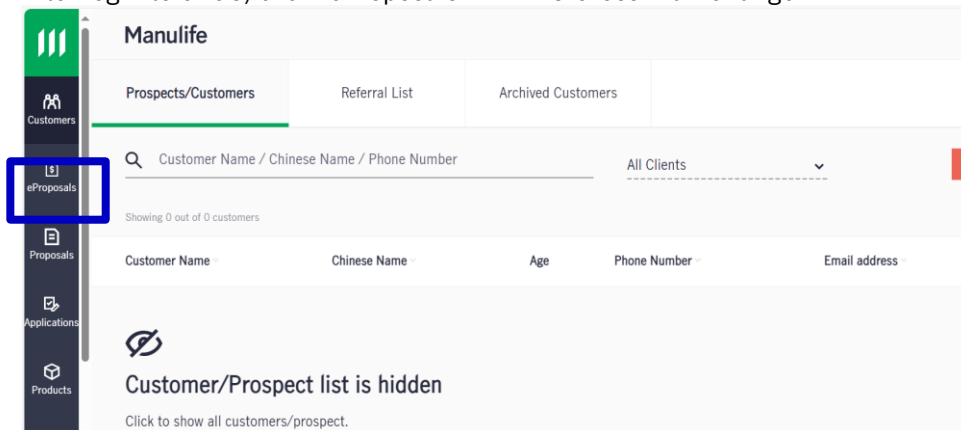 Manulife
Customers
Prospects/Customers
Referral List
Archived Customers
eProposals
Customer Name / Chinese Name / Phone Number
All Clients
Showing 0 out of 0 customers
Proposals
Customer Name
Chinese Name
Age
Phone Number
Email address
Applications
Products
Customer/Prospect list is hidden
Click to show all customers/prospect.